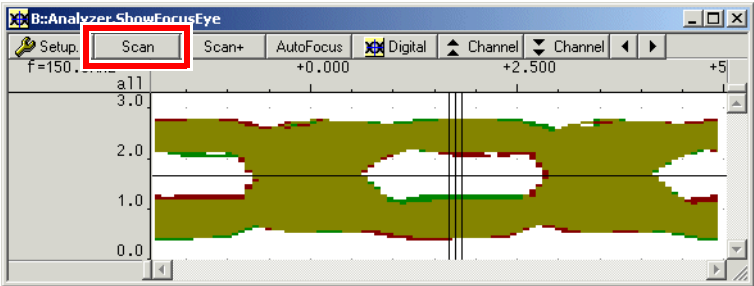 B::Analyzer.ShowFocusEye
Setup. Scan Scan+ AutoFocus Digital Channel Channel
+0.000 +2.500 +5
all
3.0
2.0
1.0
0.0